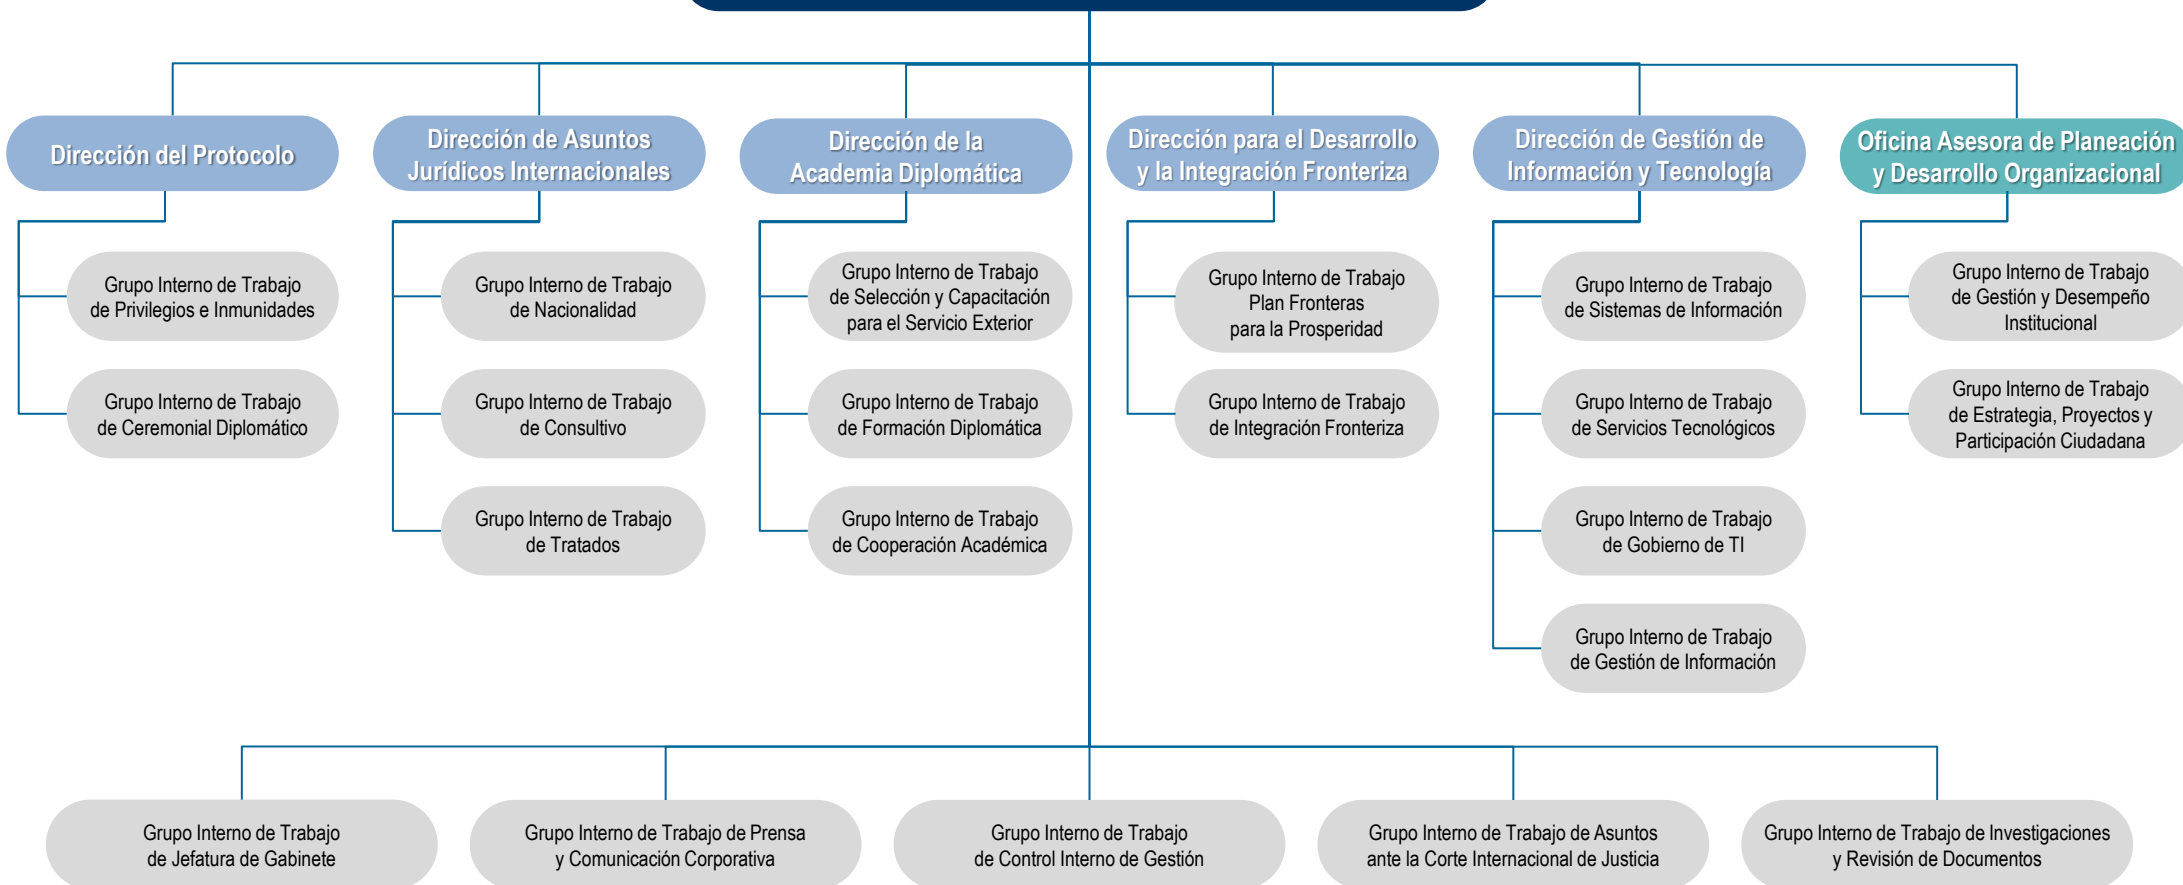 Dirección del Protocolo
Grupo Interno de Trabajo
de Privilegios e Inmunidades
Grupo Interno de Trabajo
de Ceremonial Diplomático
Dirección de Asuntos
Jurídicos Internacionales
Grupo Interno de Trabajo
de Nacionalidad
Grupo Interno de Trabajo
de Consultivo
Grupo Interno de Trabajo
de Tratados
Dirección de la
Academia Diplomática
Grupo Interno de Trabajo
de Selección y Capacitación
para el Servicio Exterior
Grupo Interno de Trabajo
de Formación Diplomática
Grupo Interno de Trabajo
de Cooperación Académica
Dirección para el Desarrollo
y la Integración Fronteriza
Grupo Interno de Trabajo
Plan Fronteras
para la Prosperidad
Grupo Interno de Trabajo
de Integración Fronteriza
Dirección de Gestión de
Información y Tecnología
Grupo Interno de Trabajo
de Sistemas de Información
Grupo Interno de Trabajo
de Servicios Tecnológicos
Grupo Interno de Trabajo
de Gobierno de TI
Grupo Interno de Trabajo
de Gestión de Información
Oficina Asesora de Planeación
y Desarrollo Organizacional
Grupo Interno de Trabajo
de Gestión y Desempeño
Institucional
Grupo Interno de Trabajo
de Estrategia, Proyectos y
Participación Ciudadana
Grupo Interno de Trabajo
de Jefatura de Gabinete
Grupo Interno de Trabajo de Prensa
y Comunicación Corporativa
Grupo Interno de Trabajo
de Control Interno de Gestión
Grupo Interno de Trabajo de Asuntos
ante la Corte Internacional de Justicia
Grupo Interno de Trabajo de Investigaciones
y Revisión de Documentos